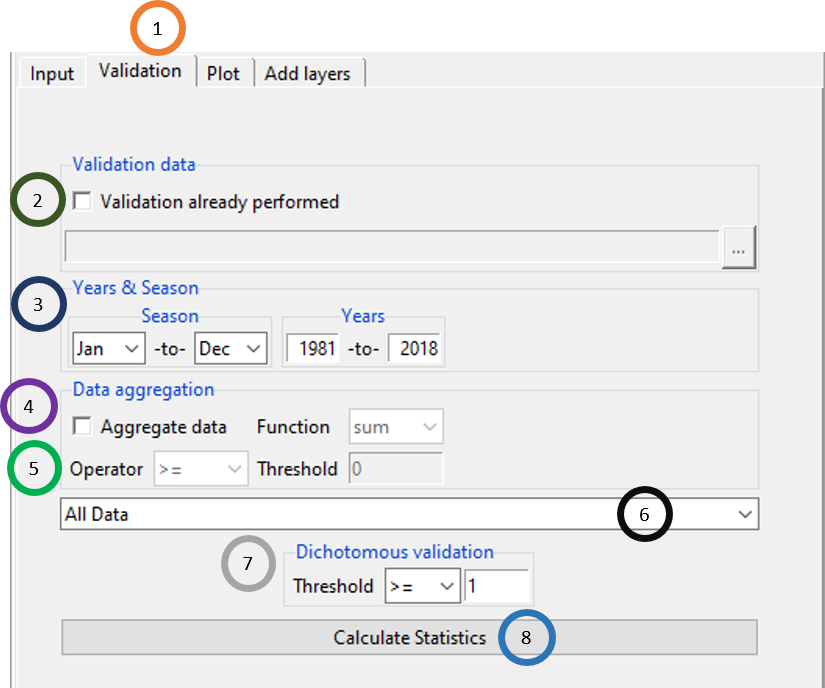 1
Input Validation Plot Add layers
Validation data
2 Validation already performed
...
3 Years & Season
Season Years
Jan -to- Dec 1981 -to- 2018
4 Data aggregation
Aggregate data Function sum
5 Operator >= Threshold 0
All Data 6
7 Dichotomous validation
Threshold >= 1
Calculate Statistics 8